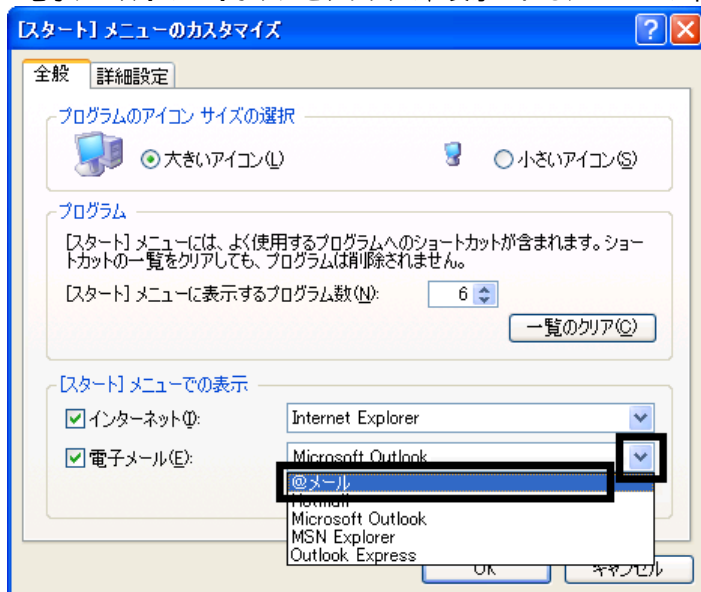 [スタート] メニューのカスタマイズ
全般
詳細設定
プログラムのアイコン サイズの選択
大きいアイコン(L)
小さいアイコン(S)
プログラム
[スタート] メニューには、よく使用するプログラムへのショートカットが含まれます。ショー
トカットの一覧をクリアしても、プログラムは削除されません。
[スタート] メニューに表示するプログラム数(N):
6
一覧のクリア(C)
[スタート] メニューでの表示
インターネット(I):
Internet Explorer
電子メール(E):
Microsoft Outlook
@メール
Hotmail
Microsoft Outlook
MSN Explorer
Outlook Express
OK
キャンセル